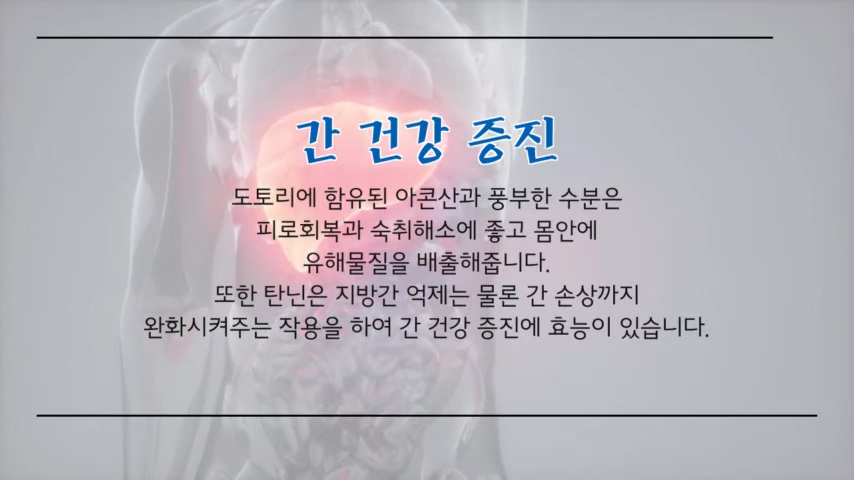 간 건강 증진
도토리에 함유된 아콘산과 풍부한 수분은
피로회복과 숙취해소에 좋고 몸안에
유해물질을 배출해줍니다.
또한 탄닌은 지방간 억제는 물론 간 손상까지
완화시켜주는 작용을 하여 간 건강 증진에 효능이 있습니다.